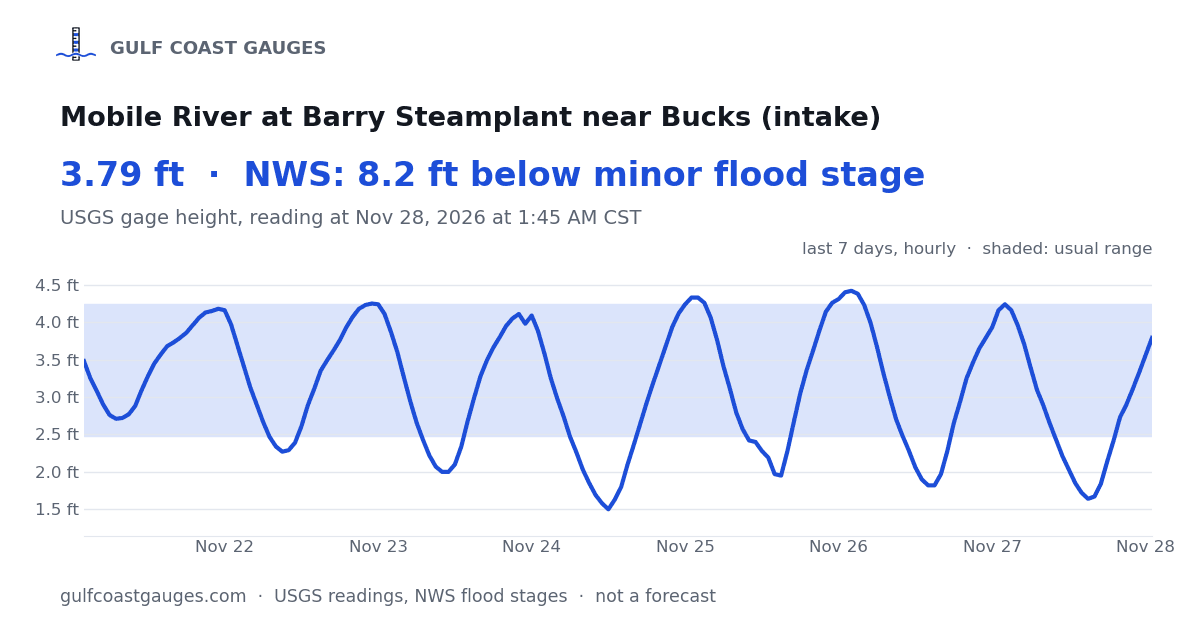 GULF COAST GAUGES
Mobile River at Barry Steamplant near Bucks (intake)
3.79 ft · NWS: 8.2 ft below minor flood stage
USGS gage height, reading at Nov 28, 2026 at 1:45 AM CST
last 7 days, hourly · shaded: usual range
4.5 ft
4.0 ft
3.5 ft
3.0 ft
2.5 ft
2.0 ft
1.5 ft
Nov 22
Nov 23
Nov 24
Nov 25
Nov 26
Nov 27
Nov 28
gulfcoastgauges.com · USGS readings, NWS flood stages · not a forecast